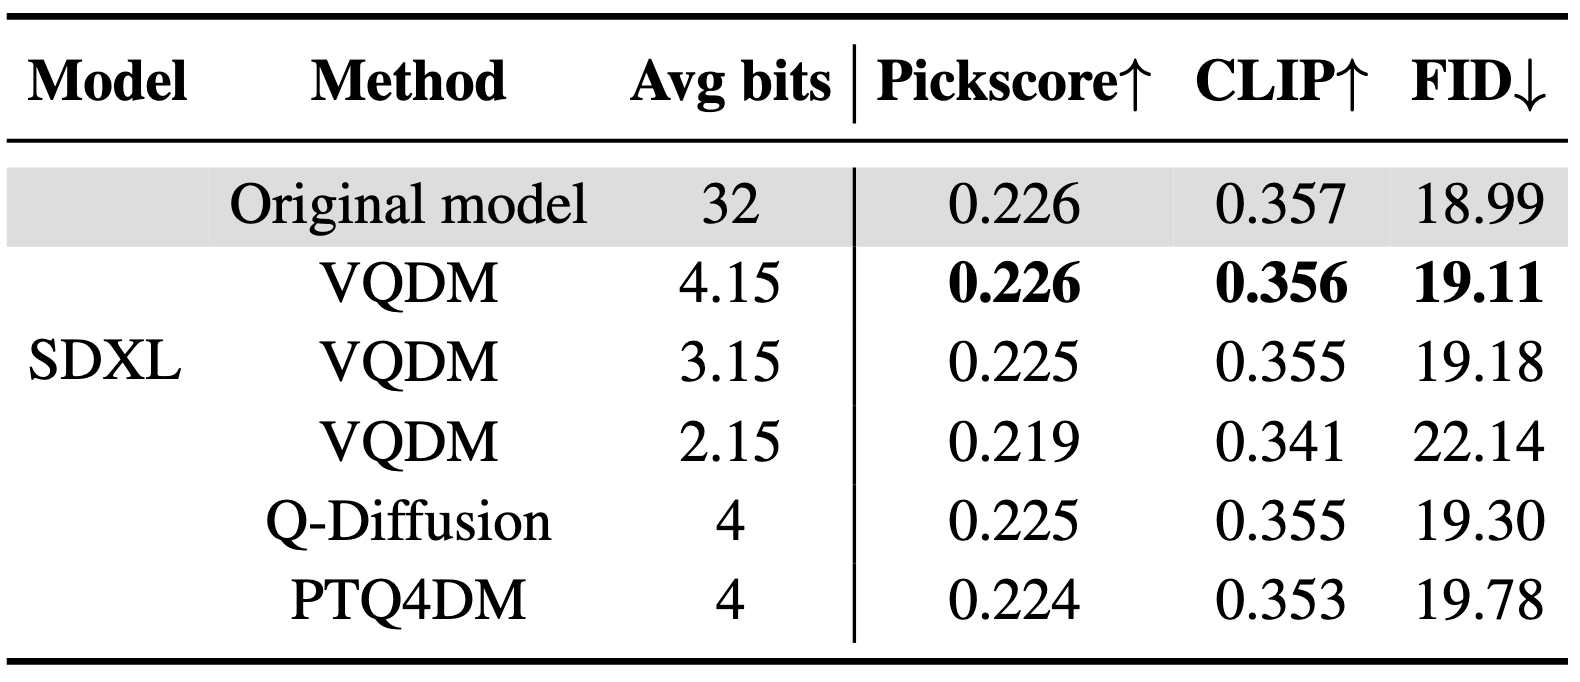 Model Method Avg bits Pickscore↑ CLIP↑ FID↓
Original model 32 0.226 0.357 18.99
VQDM 4.15 0.226 0.356 19.11
SDXL VQDM 3.15 0.225 0.355 19.18
VQDM 2.15 0.219 0.341 22.14
Q-Diffusion 4 0.225 0.355 19.30
PTQ4DM 4 0.224 0.353 19.78